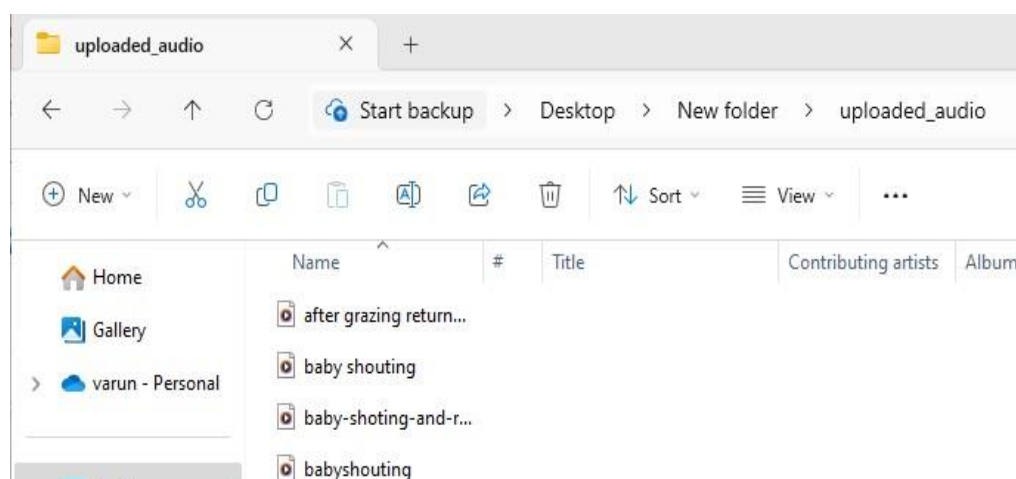 uploaded_audio
Start backup > Desktop > New folder > uploaded_audio
New Sort View ...
Name # Title Contributing artists Album
Home
Gallery
varun - Personal
after grazing return...
baby shouting
baby-shoting-and-r...
babyshouting